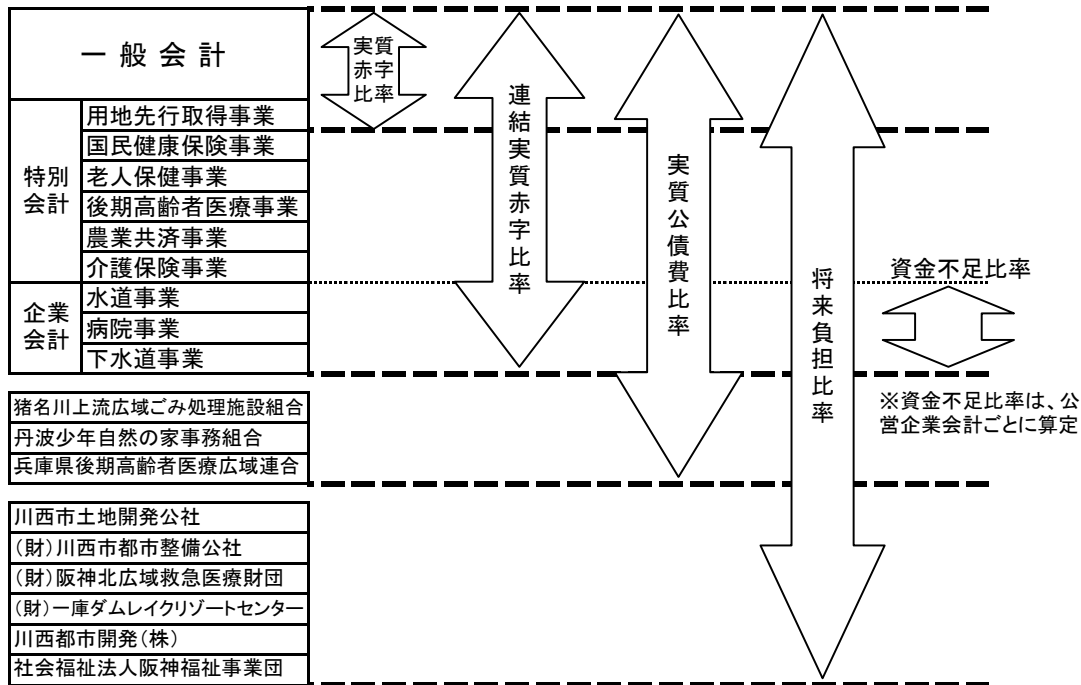 一般会計
特別
会計
用地先行取得事業
国民健康保険事業
老人保健事業
後期高齢者医療事業
農業共済事業
介護保険事業
企業
会計
水道事業
病院事業
下水道事業
猪名川上流広域ごみ処理施設組合
丹波少年自然の家事務組合
兵庫県後期高齢者医療広域連合
川西市土地開発公社
(財)川西市都市整備公社
(財)阪神北広域救急医療財団
(財)一庫ダムレイクリゾートセンター
川西都市開発(株)
社会福祉法人阪神福祉事業団
実質
赤字
比率
連結実質赤字比率
実質公債費比率
将来負担比率
資金不足比率
※資金不足比率は、公
営企業会計ごとに算定